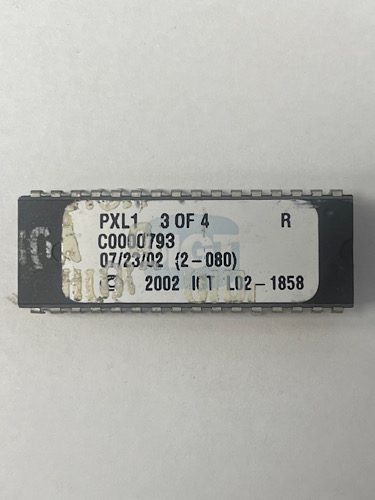 PXL1 3 OF 4 R
C0000793
07/23/02 (2-080)
© 2002 IGT L02-1858